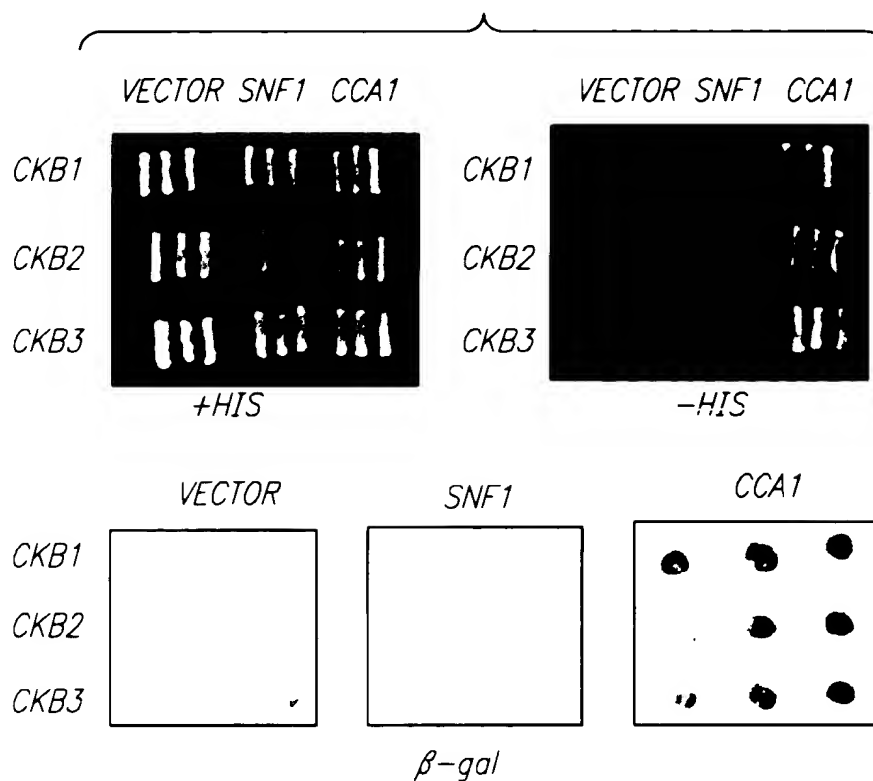 VECTOR SNF1 CCA1
VECTOR SNF1 CCA1
CKB1
CKB2
CKB3
CKB1
CKB2
CKB3
+HIS
-HIS
VECTOR
SNF1
CCA1
CKB1
CKB2
CKB3
β-gal